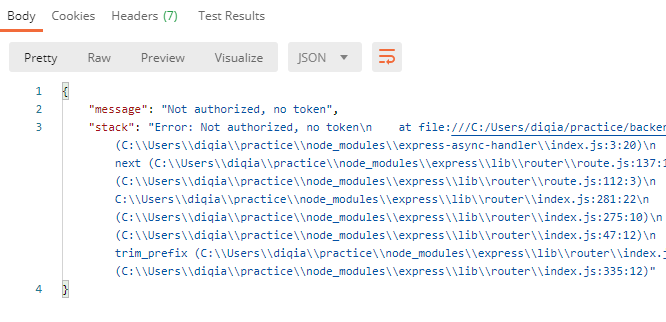 Body Cookies Headers (7) Test Results
Pretty Raw Preview Visualize JSON
1 {
2 "message": "Not authorized, no token",
3 "stack": "Error: Not authorized, no token\n    at file:///C:/Users/diqia/practice/backen
(C:\\Users\\diqia\\practice\\node_modules\\express-async-handler\\index.js:3:20)\n
next (C:\\Users\\diqia\\practice\\node_modules\\express\\lib\\router\\route.js:137:1
(C:\\Users\\diqia\\practice\\node_modules\\express\\lib\\router\\route.js:112:3)\n
C:\\Users\\diqia\\practice\\node_modules\\express\\lib\\router\\index.js:281:22\n
(C:\\Users\\diqia\\practice\\node_modules\\express\\lib\\router\\index.js:275:10)\n
(C:\\Users\\diqia\\practice\\node_modules\\express\\lib\\router\\index.js:47:12)\n
trim_prefix (C:\\Users\\diqia\\practice\\node_modules\\express\\lib\\router\\index.j
(C:\\Users\\diqia\\practice\\node_modules\\express\\lib\\router\\index.js:335:12)"
4 }